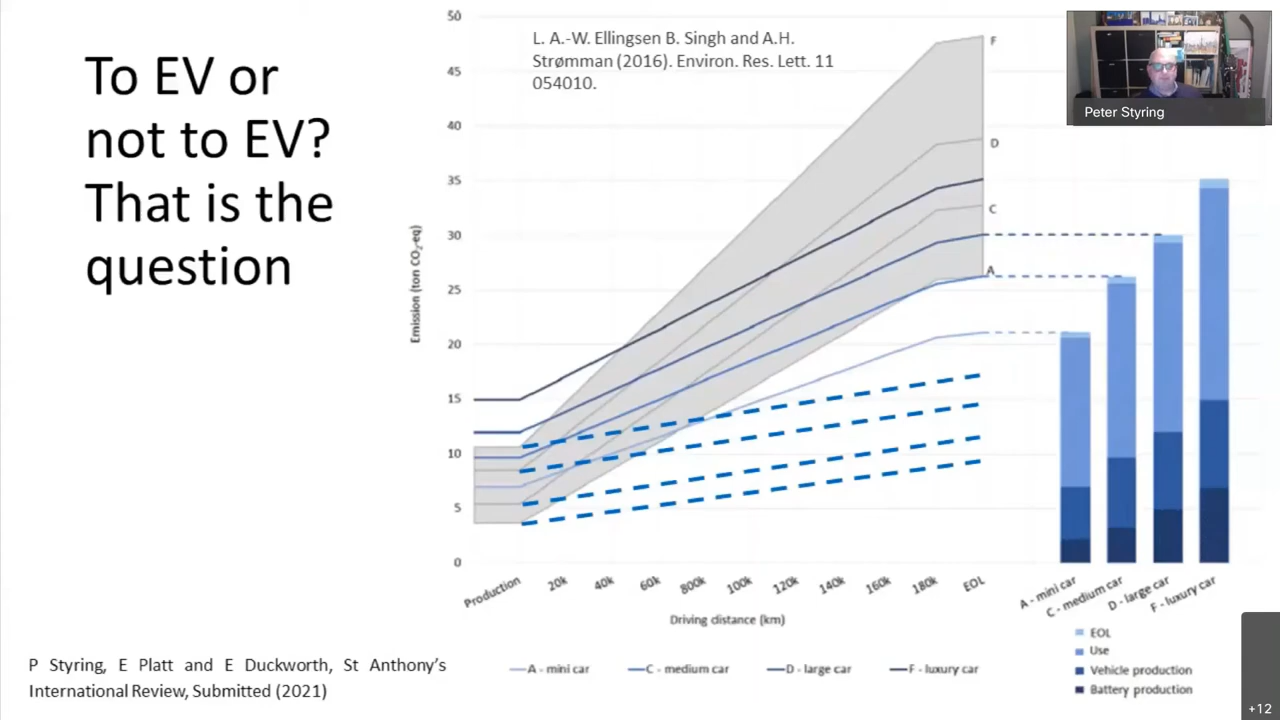 To EV or
not to EV?
That is the
question
L. A.-W. Ellingsen B. Singh and A.H.
Strømman (2016). Environ. Res. Lett. 11
054010.
Peter Styring
Emission (ton CO₂-eq)
50
45
40
35
30
25
20
15
10
5
0
F
D
C
A
Production
20k
40k
60k
800k
100k
120k
140k
160k
180k
EOL
Driving distance (km)
A - mini car
C - medium car
D - large car
F - luxury car
A - mini car
C - medium car
D - large car
F - luxury car
EOL
Use
Vehicle production
Battery production
P Styring, E Platt and E Duckworth, St Anthony's
International Review, Submitted (2021)
+12